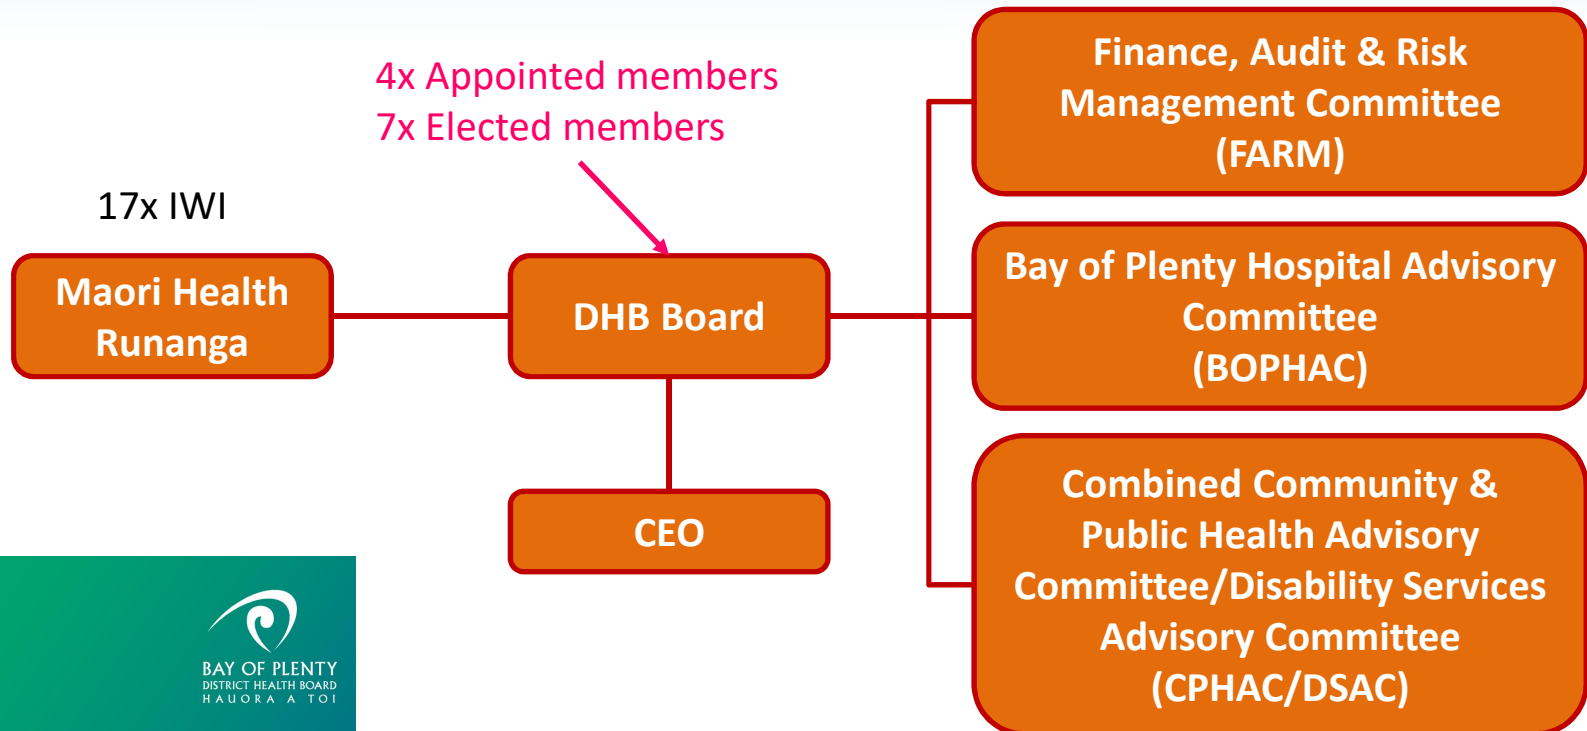 4x Appointed members
7x Elected members
17x IWI
Maori Health
Runanga
DHB Board
CEO
Finance, Audit & Risk
Management Committee
(FARM)
Bay of Plenty Hospital Advisory
Committee
(BOPHAC)
Combined Community &
Public Health Advisory
Committee/Disability Services
Advisory Committee
(CPHAC/DSAC)
BAY OF PLENTY
DISTRICT HEALTH BOARD
HAUORA A TOI